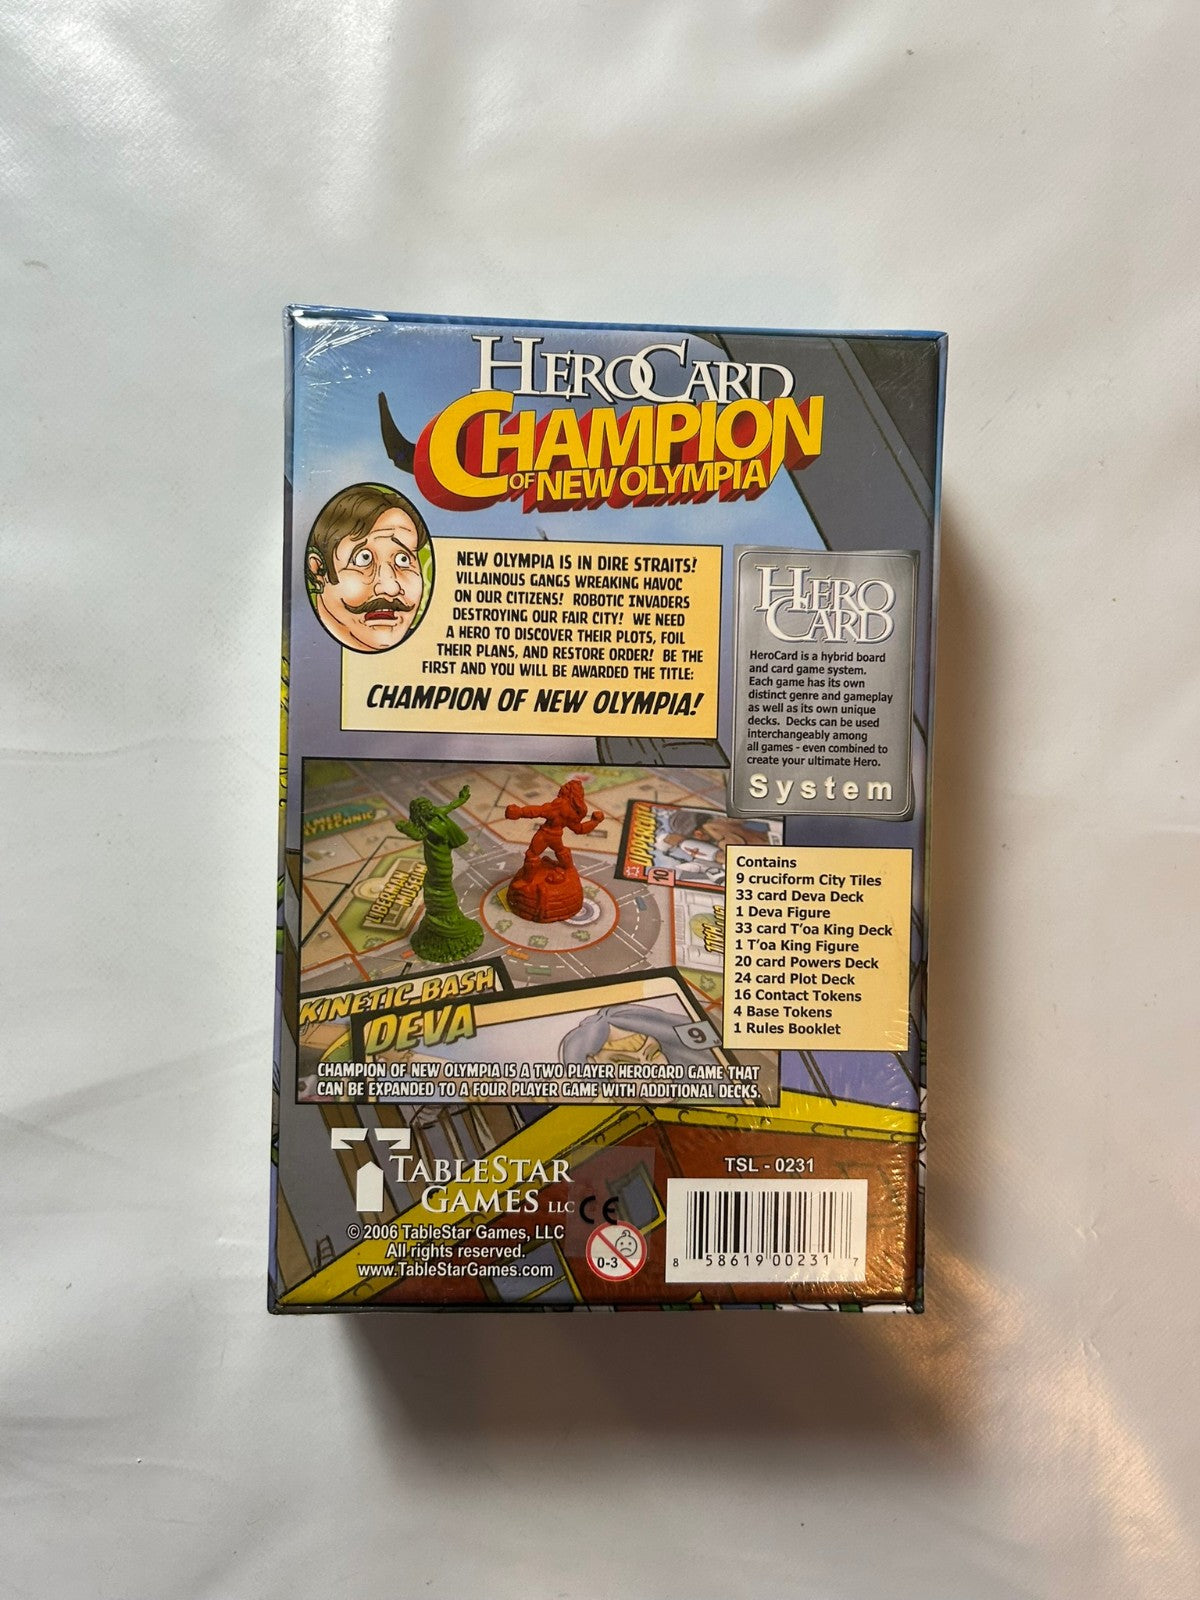 HEROCARD
CHAMPION
OF NEW OLYMPIA
NEW OLYMPIA IS IN DIRE STRAITS!
VILLAINOUS GANGS WREAKING HAVOC
ON OUR CITIZENS! ROBOTIC INVADERS
DESTROYING OUR FAIR CITY! WE NEED
A HERO TO DISCOVER THEIR PLOTS, FOIL
THEIR PLANS, AND RESTORE ORDER! BE THE
FIRST AND YOU WILL BE AWARDED THE TITLE:
CHAMPION OF NEW OLYMPIA!
HERO
CARD
HeroCard is a hybrid board
and card game system.
Each game has its own
distinct genre and gameplay
as well as its own unique
decks. Decks can be used
interchangeably among
all games - even combined to
create your ultimate Hero.
System
UPPERCUT
10
LIBERMAN
MUSEUM
HALL
KINETIC BASH
DEVA
9
CHAMPION OF NEW OLYMPIA IS A TWO PLAYER HEROCARD GAME THAT
CAN BE EXPANDED TO A FOUR PLAYER GAME WITH ADDITIONAL DECKS.
Contains
9 cruciform City Tiles
33 card Deva Deck
1 Deva Figure
33 card T'oa King Deck
1 T'oa King Figure
20 card Powers Deck
24 card Plot Deck
16 Contact Tokens
4 Base Tokens
1 Rules Booklet
TABLESTAR
GAMES LLC
© 2006 TableStar Games, LLC
All rights reserved.
www.TableStarGames.com
CE
0-3
TSL - 0231
8 58619 00231 7